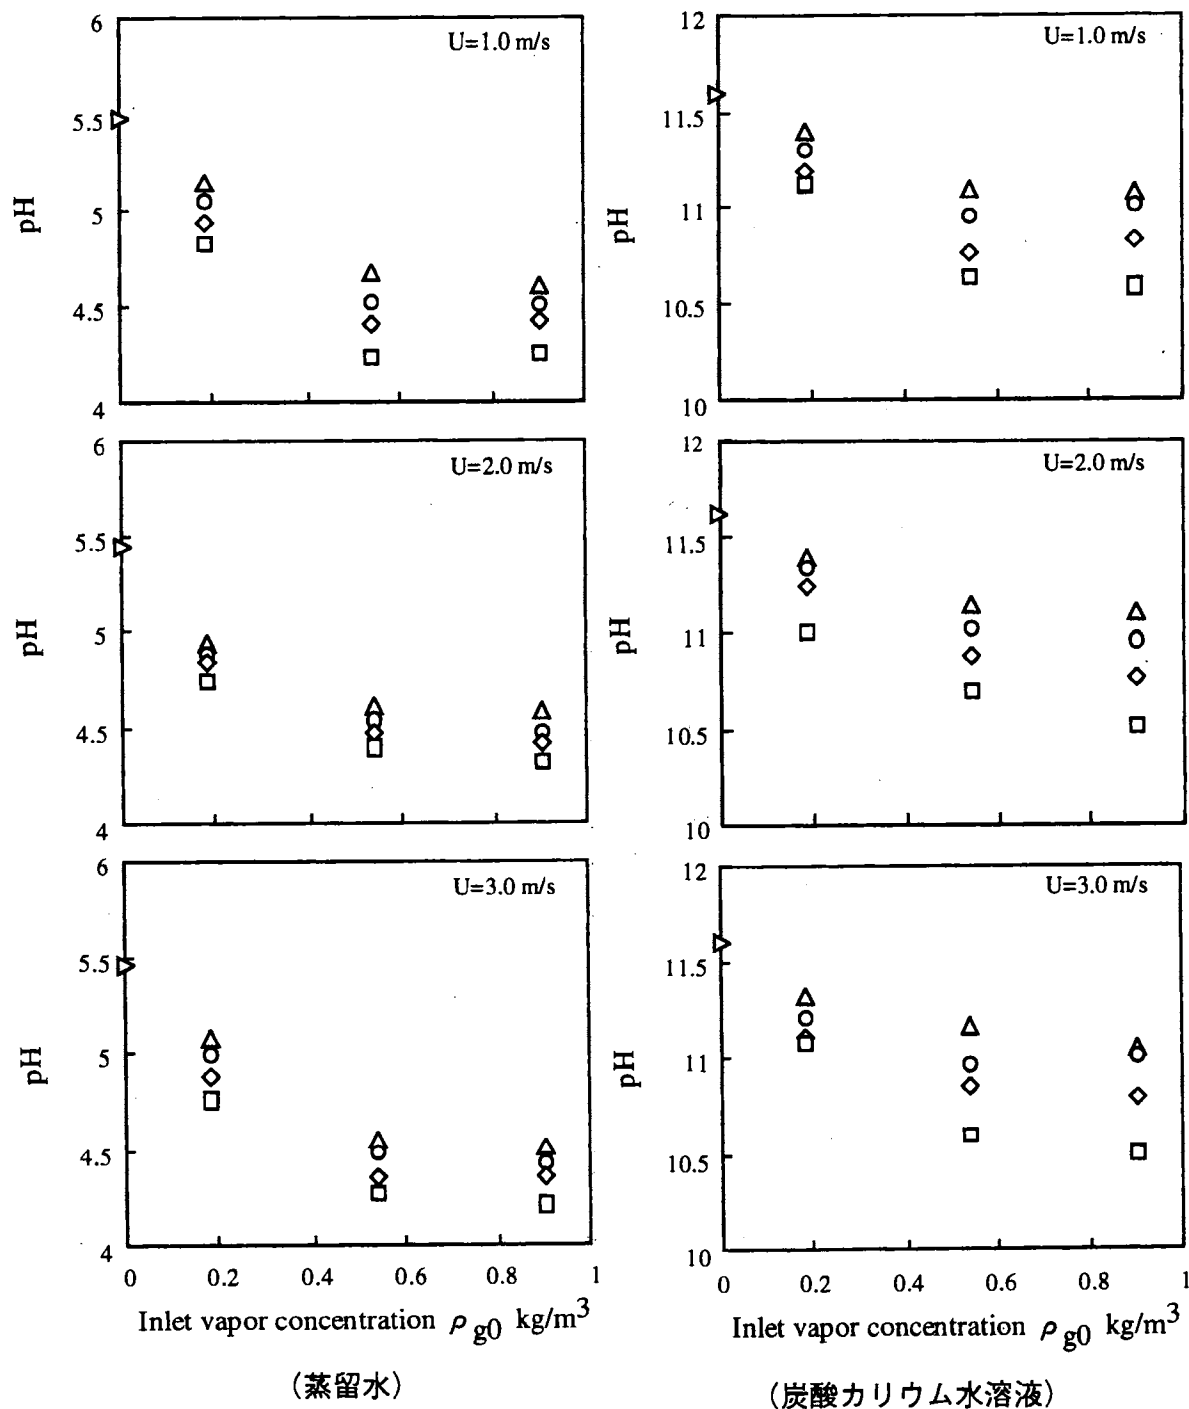 6
U=1.0 m/s
5.5
5
4.5
4
pH
12
U=1.0 m/s
11.5
11
10.5
10
pH
6
U=2.0 m/s
5.5
5
4.5
4
pH
12
U=2.0 m/s
11.5
11
10.5
10
pH
6
U=3.0 m/s
5.5
5
4.5
4
pH
0 0.2 0.4 0.6 0.8 1
Inlet vapor concentration ρg0 kg/m3
(蒸留水)
12
U=3.0 m/s
11.5
11
10.5
10
pH
0 0.2 0.4 0.6 0.8 1
Inlet vapor concentration ρg0 kg/m3
(炭酸カリウム水溶液)